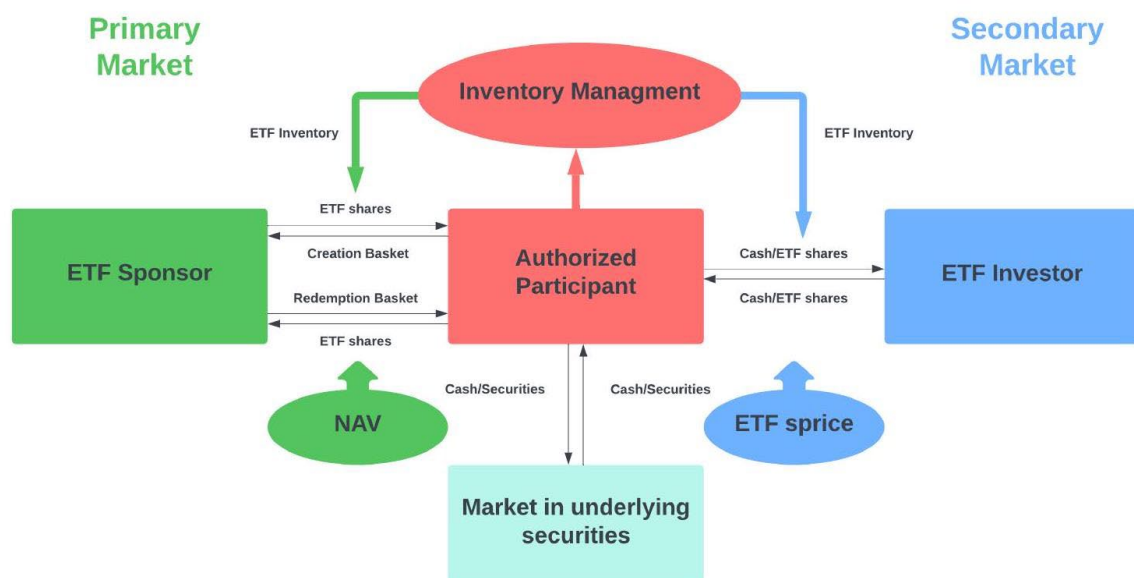 Primary
Market
Secondary
Market
Inventory Managment
ETF Inventory
ETF Inventory
ETF shares
Creation Basket
ETF Sponsor
Redemption Basket
ETF shares
Authorized
Participant
Cash/ETF shares
Cash/ETF shares
ETF Investor
Cash/Securities
Cash/Securities
NAV
ETF sprice
Market in underlying
securities